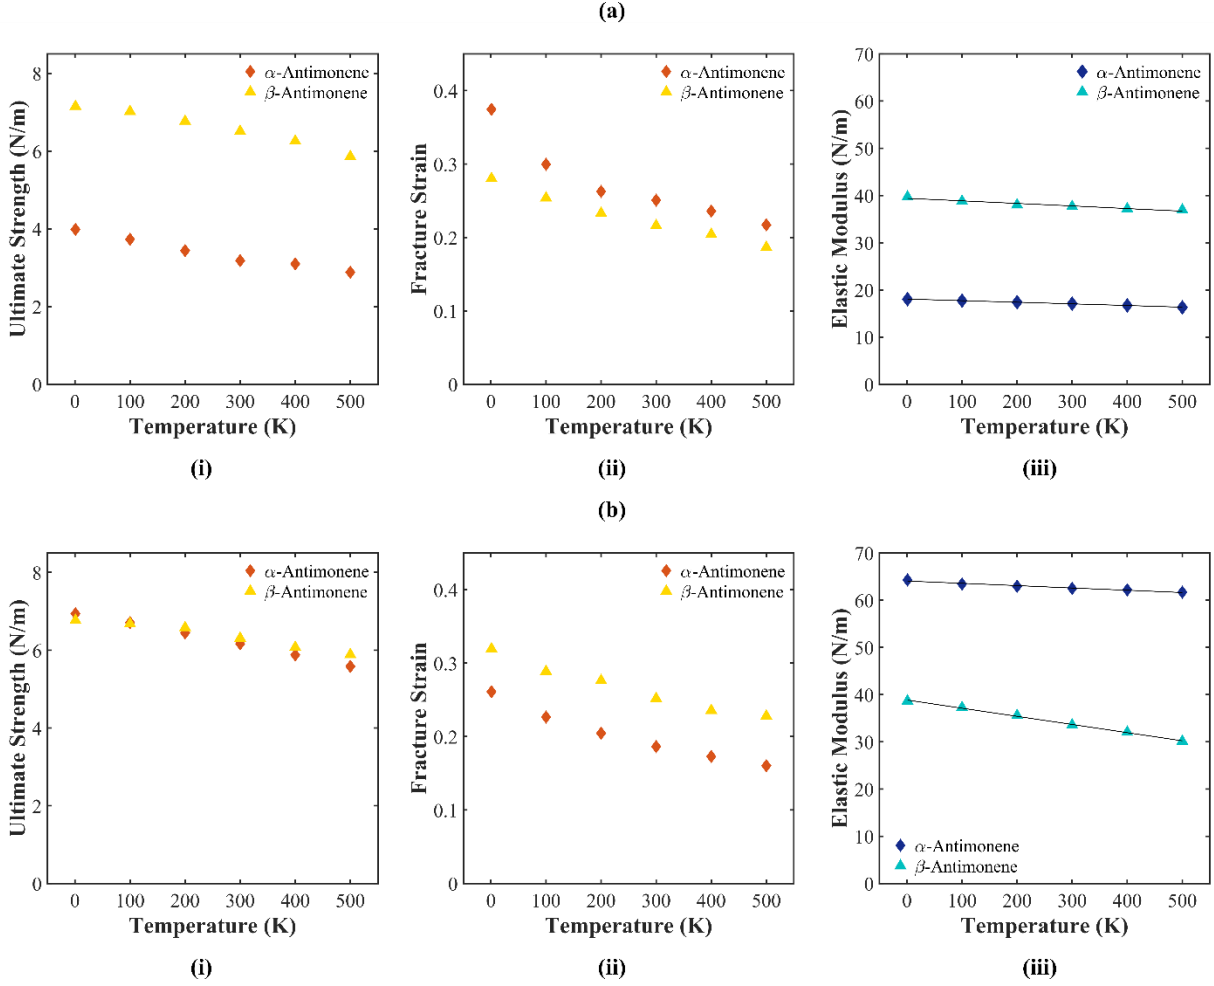 (a)
α-Antimonene
β-Antimonene
Ultimate Strength (N/m)
8
6
4
2
0
0 100 200 300 400 500
Temperature (K)
(i)
α-Antimonene
β-Antimonene
Fracture Strain
0.4
0.3
0.2
0.1
0
0 100 200 300 400 500
Temperature (K)
(ii)
α-Antimonene
β-Antimonene
Elastic Modulus (N/m)
70
60
50
40
30
20
10
0
0 100 200 300 400 500
Temperature (K)
(iii)
(b)
α-Antimonene
β-Antimonene
Ultimate Strength (N/m)
8
6
4
2
0
0 100 200 300 400 500
Temperature (K)
(i)
α-Antimonene
β-Antimonene
Fracture Strain
0.4
0.3
0.2
0.1
0
0 100 200 300 400 500
Temperature (K)
(ii)
Elastic Modulus (N/m)
70
60
50
40
30
20
10
0
α-Antimonene
β-Antimonene
0 100 200 300 400 500
Temperature (K)
(iii)